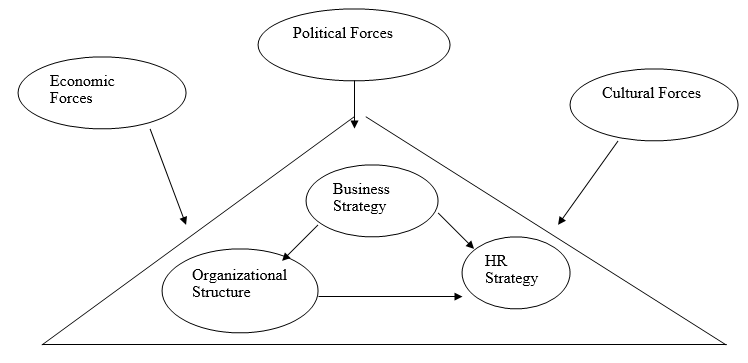 Political Forces
Economic
Forces
Cultural Forces
Business
Strategy
Organizational
Structure
HR
Strategy